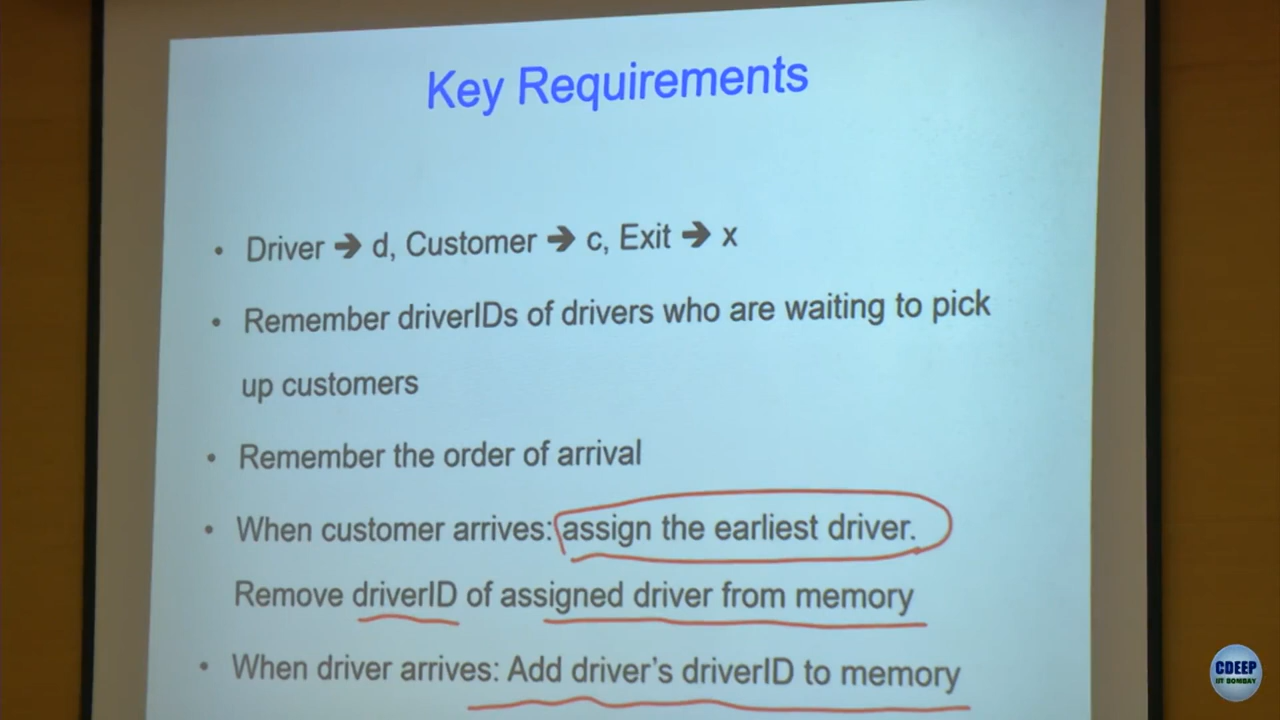 Key Requirements
• Driver ➔ d, Customer ➔ c, Exit ➔ x
• Remember driverIDs of drivers who are waiting to pick
up customers
• Remember the order of arrival
• When customer arrives: assign the earliest driver.
Remove driverID of assigned driver from memory
• When driver arrives: Add driver's driverID to memory
CDEEP
IIT BOMBAY